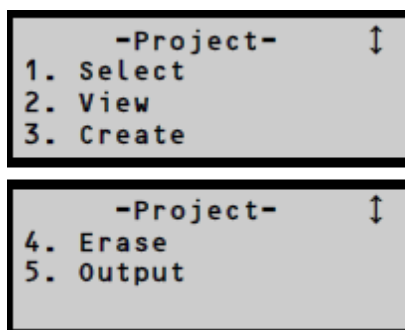 -Project- ↕
1. Select
2. View
3. Create
-Project- ↕
4. Erase
5. Output